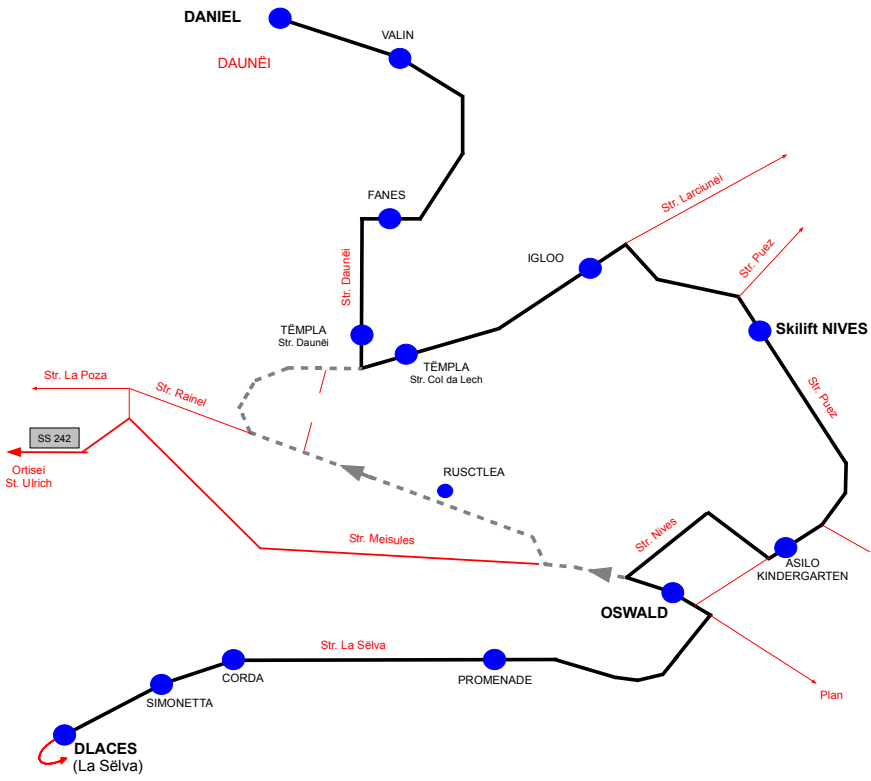 DANIEL
VALIN
DAUNËI
FANES
Str. Larciunëi
Str. Puez
IGLOO
Str. Daunëi
TËMPLA
Str. Daunëi
Skilift NIVES
TËMPLA
Str. Col da Lech
Str. La Poza
Str. Rainel
Str. Puez
SS 242
Ortisei
St. Ulrich
RUSCTLEA
Str. Meisules
Str. Nives
ASILO
KINDERGARTEN
OSWALD
Str. La Sëlva
CORDA
PROMENADE
SIMONETTA
Plan
DLACES
(La Sëlva)